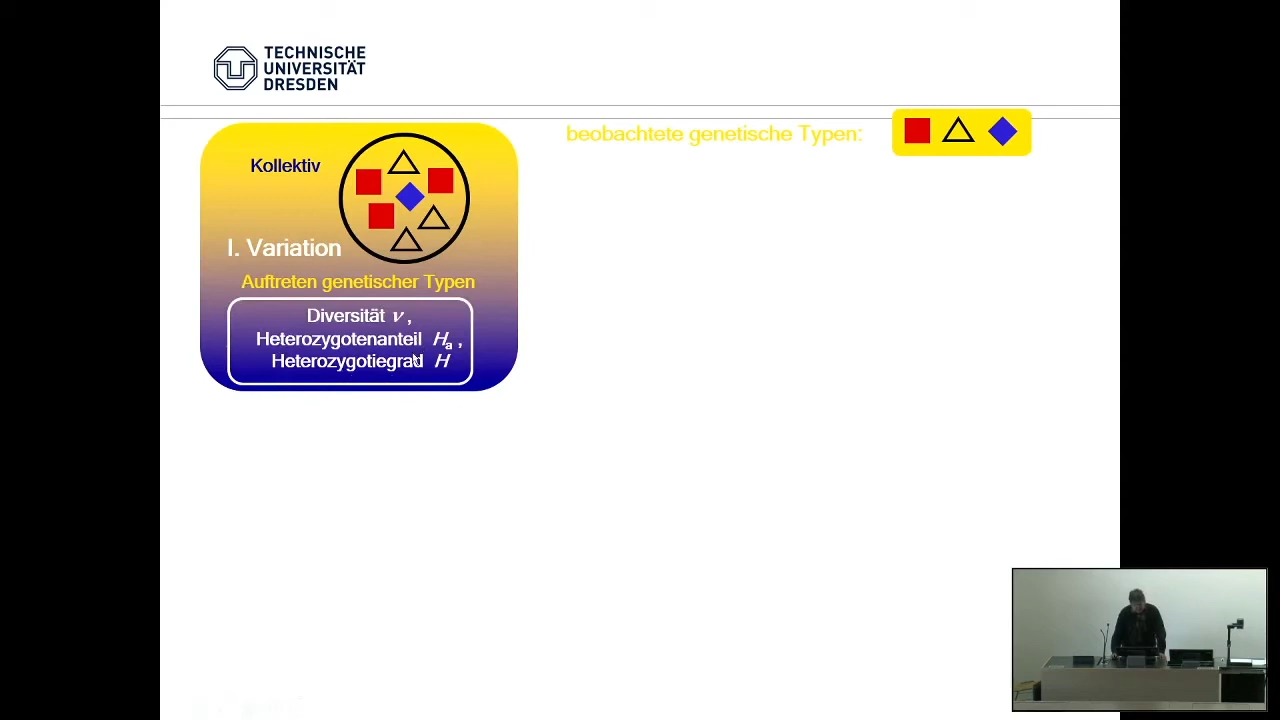 TECHNISCHE
UNIVERSITÄT
DRESDEN
beobachtete genetische Typen:
Kollektiv
I. Variation
Auftreten genetischer Typen
Diversität ν ,
Heterozygotenanteil Ha ,
Heterozygotiegrad H